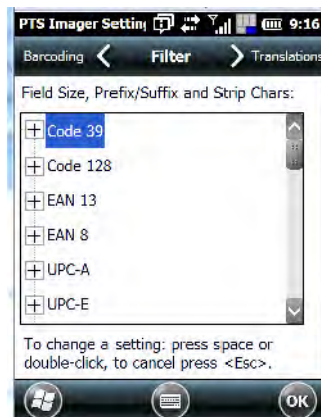 PTS Imager Settin 9:16
Barcoding Filter Translations
Field Size, Prefix/Suffix and Strip Chars:
Code 39
Code 128
EAN 13
EAN 8
UPC-A
UPC-E
To change a setting: press space or
double-click, to cancel press <Esc>.
OK